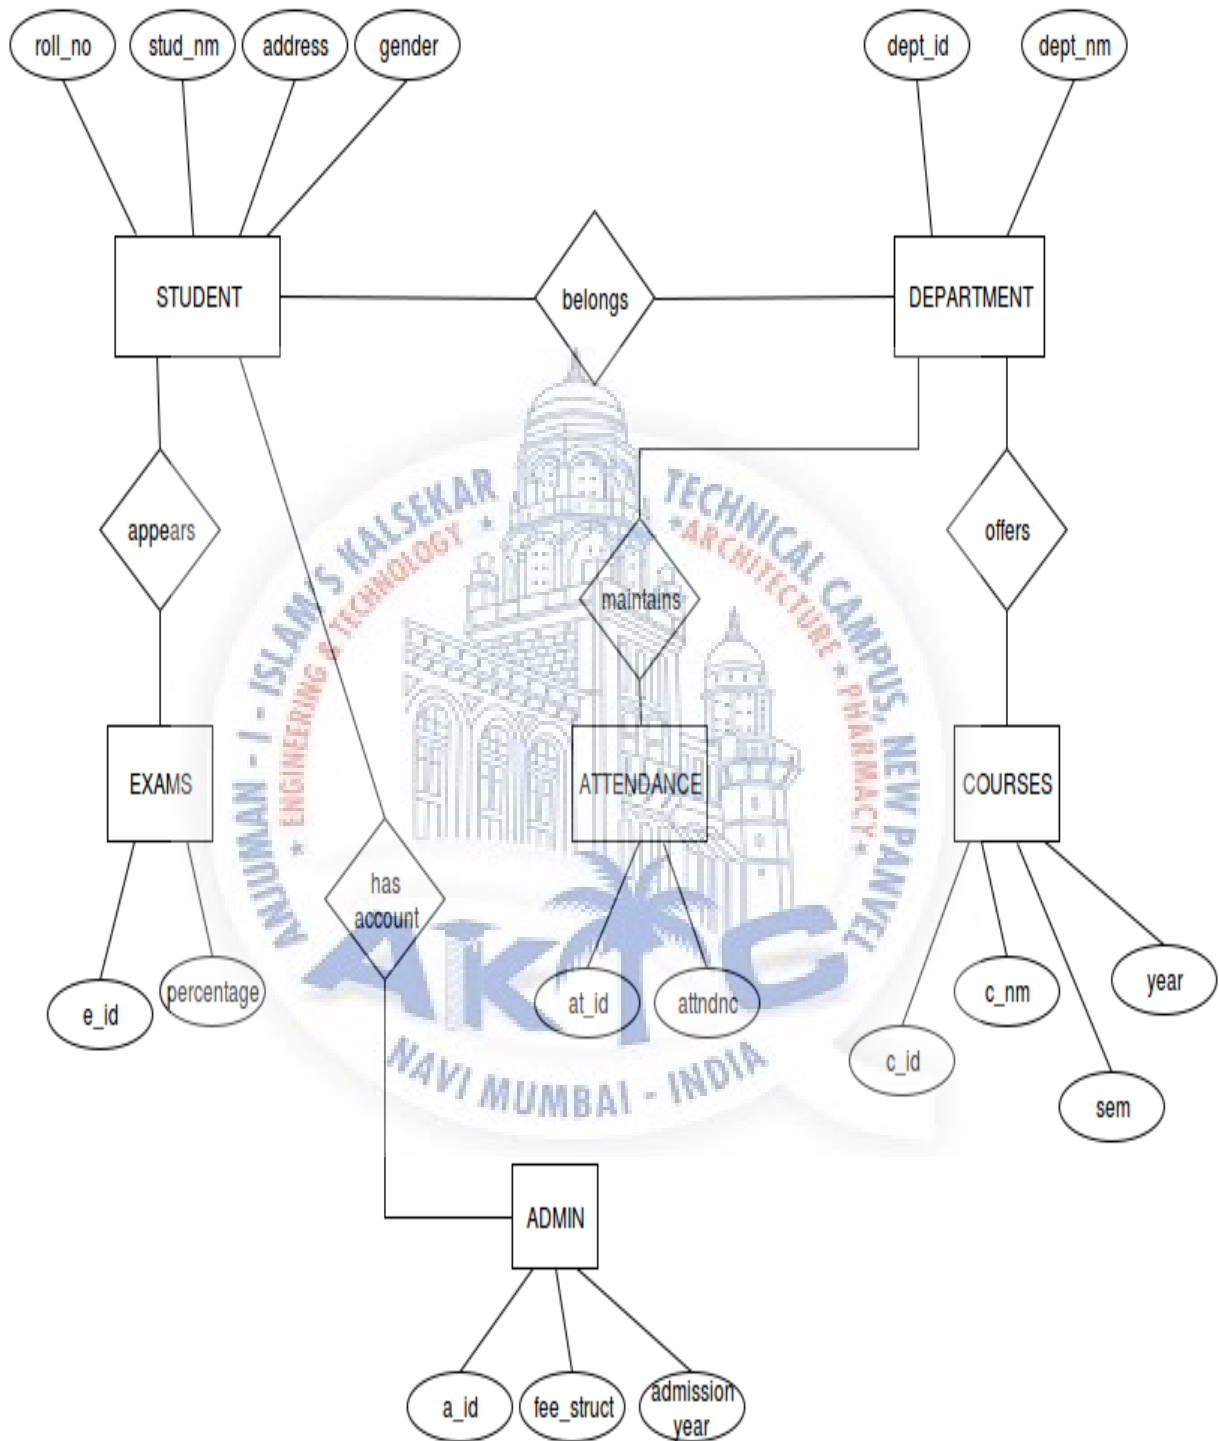 roll_no
stud_nm
address
gender
dept_id
dept_nm
STUDENT
belongs
DEPARTMENT
appears
maintains
offers
EXAMS
ATTENDANCE
COURSES
has
account
e_id
percentage
at_id
attndnc
c_id
c_nm
sem
year
ADMIN
a_id
fee_struct
admission
year
ANJUMAN - I - ISLAM'S KALSEKAR TECHNICAL CAMPUS, NEW PANVEL
★ ENGINEERING & TECHNOLOGY ★ ★ ARCHITECTURE ★ PHARMACY ★
AKTC
NAVI MUMBAI - INDIA